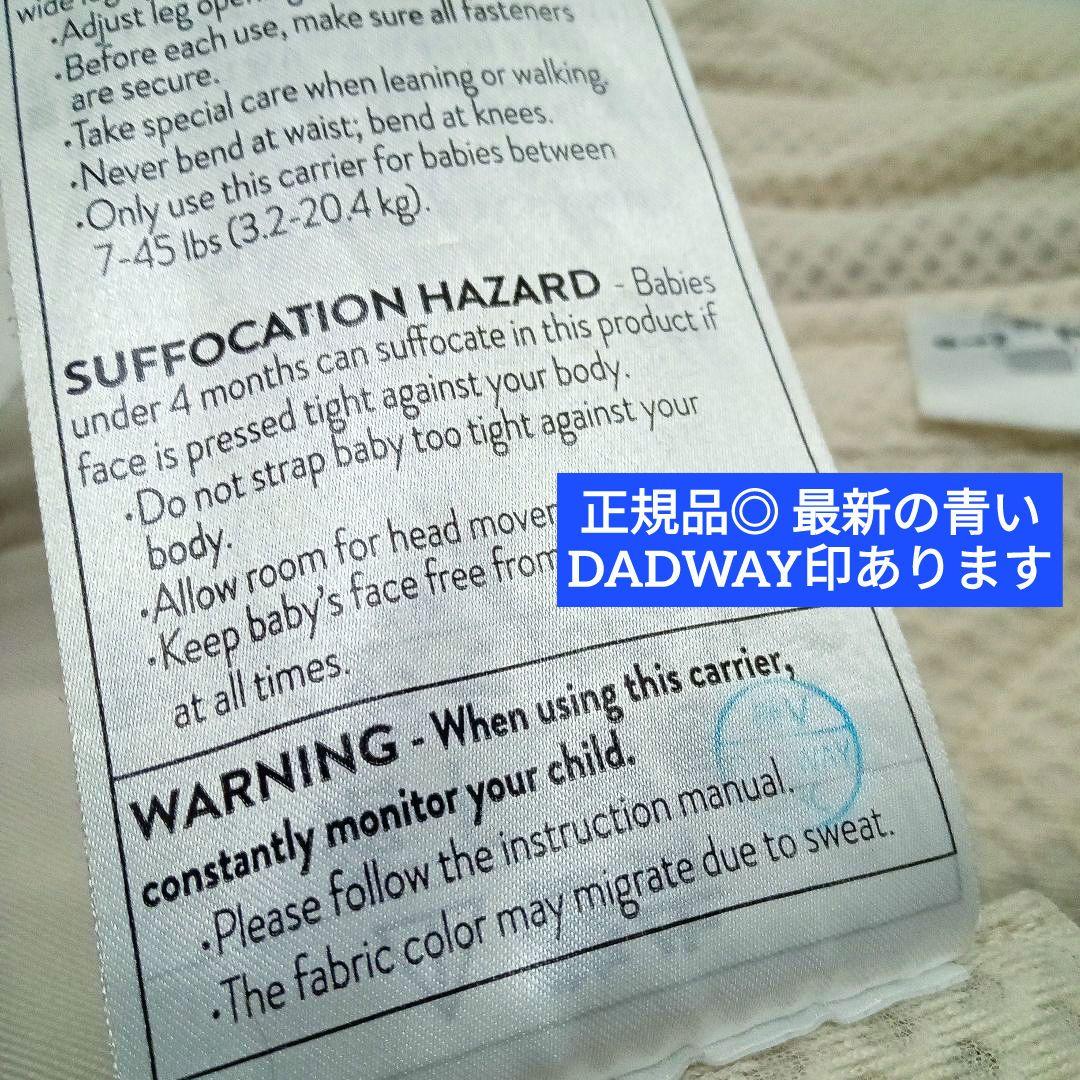 ·Adjust leg
·Before each use, make sure all fasteners
are secure.
·Take special care when leaning or walking.
·Never bend at waist; bend at knees.
·Only use this carrier for babies between
7-45 lbs (3.2-20.4 kg).
SUFFOCATION HAZARD - Babies
under 4 months can suffocate in this product if
face is pressed tight against your body.
·Do not strap baby too tight against your
body.
·Allow room for head
·Keep baby's face free from
at all times.
正規品◎ 最新の青い
DADWAY印あります
WARNING - When using this carrier,
constantly monitor your child.
·Please follow the instruction manual.
·The fabric color may migrate due to sweat.